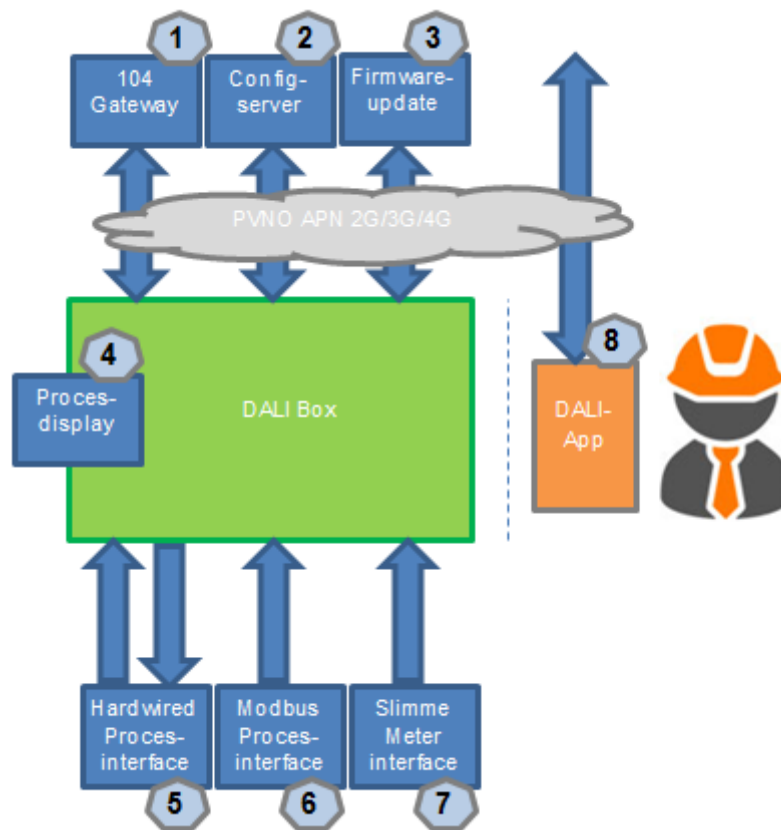 1
2
3
104
Gateway
Config-
server
Firmware-
update
PVNO APN 2G/3G/4G
4
Proces-
display
DALI Box
8
DALI-
App
Hardwired
Proces-
interface
Modbus
Proces-
interface
Slimme
Meter
interface
5
6
7